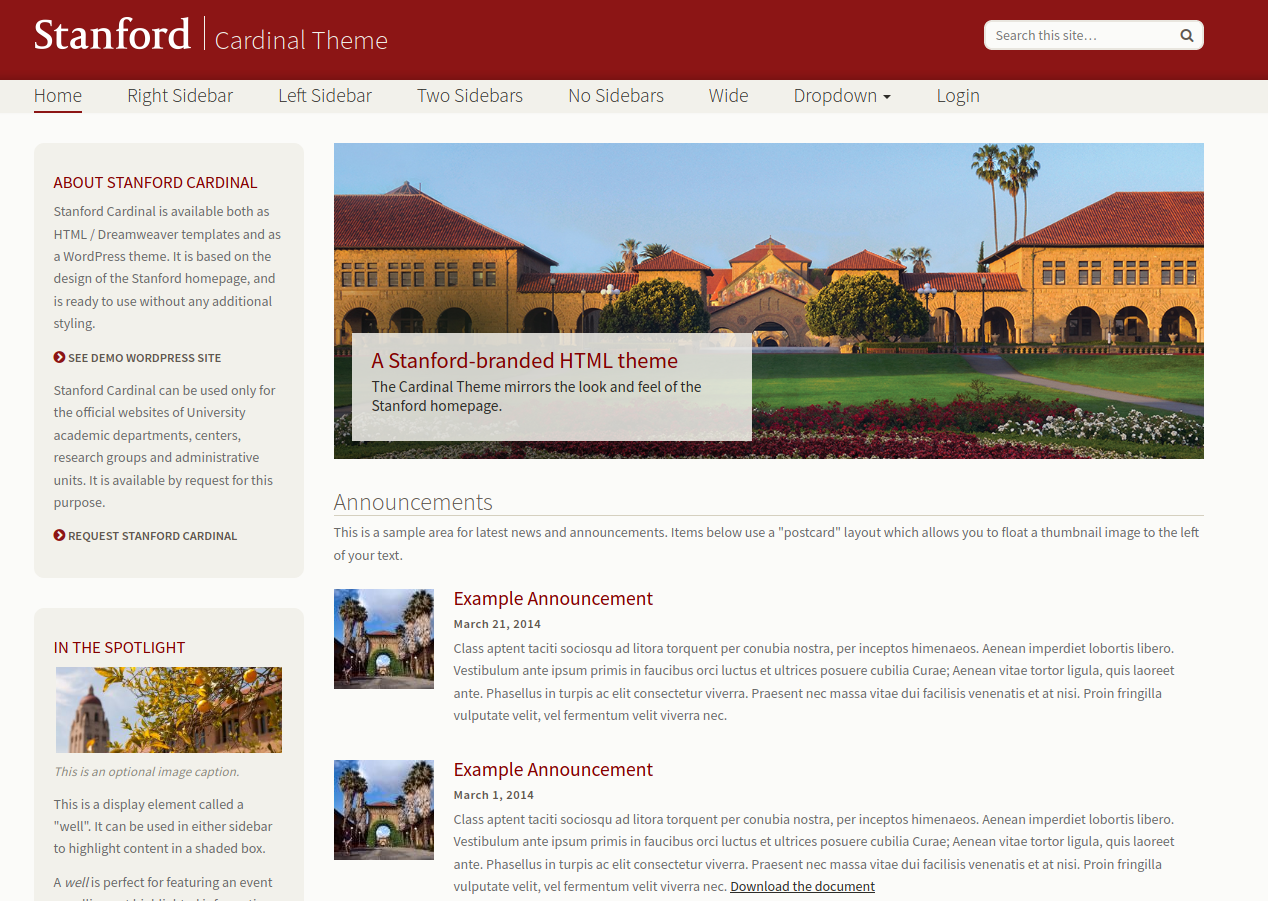 Stanford Cardinal Theme
Search this site…
Home Right Sidebar Left Sidebar Two Sidebars No Sidebars Wide Dropdown Login
ABOUT STANFORD CARDINAL
Stanford Cardinal is available both as
HTML / Dreamweaver templates and as
a WordPress theme. It is based on the
design of the Stanford homepage, and
is ready to use without any additional
styling.
SEE DEMO WORDPRESS SITE
Stanford Cardinal can be used only for
the official websites of University
academic departments, centers,
research groups and administrative
units. It is available by request for this
purpose.
REQUEST STANFORD CARDINAL
IN THE SPOTLIGHT
This is an optional image caption.
This is a display element called a
"well". It can be used in either sidebar
to highlight content in a shaded box.
A well is perfect for featuring an event
A Stanford-branded HTML theme
The Cardinal Theme mirrors the look and feel of the
Stanford homepage.
Announcements
This is a sample area for latest news and announcements. Items below use a "postcard" layout which allows you to float a thumbnail image to the left
of your text.
Example Announcement
March 21, 2014
Class aptent taciti sociosqu ad litora torquent per conubia nostra, per inceptos himenaeos. Aenean imperdiet lobortis libero.
Vestibulum ante ipsum primis in faucibus orci luctus et ultrices posuere cubilia Curae; Aenean vitae tortor ligula, quis laoreet
ante. Phasellus in turpis ac elit consectetur viverra. Praesent nec massa vitae dui facilisis venenatis et at nisi. Proin fringilla
vulputate velit, vel fermentum velit viverra nec.
Example Announcement
March 1, 2014
Class aptent taciti sociosqu ad litora torquent per conubia nostra, per inceptos himenaeos. Aenean imperdiet lobortis libero.
Vestibulum ante ipsum primis in faucibus orci luctus et ultrices posuere cubilia Curae; Aenean vitae tortor ligula, quis laoreet
ante. Phasellus in turpis ac elit consectetur viverra. Praesent nec massa vitae dui facilisis venenatis et at nisi. Proin fringilla
vulputate velit, vel fermentum velit viverra nec. Download the document